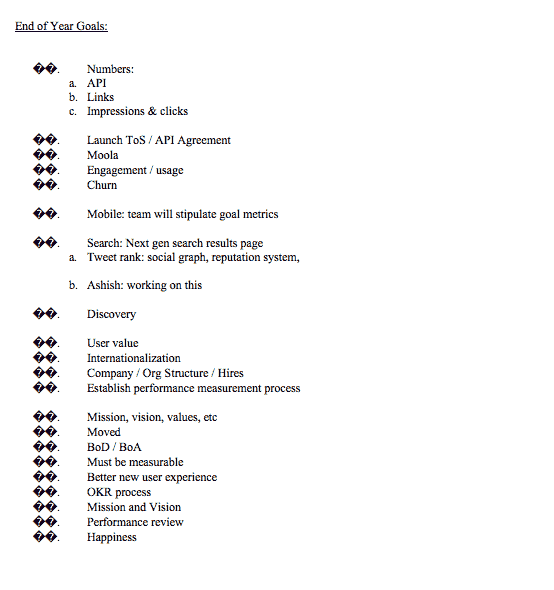 End of Year Goals:
��. Numbers:
a. API
b. Links
c. Impressions & clicks
��. Launch ToS / API Agreement
��. Moola
��. Engagement / usage
��. Churn
��. Mobile: team will stipulate goal metrics
��. Search: Next gen search results page
a. Tweet rank: social graph, reputation system,
b. Ashish: working on this
��. Discovery
��. User value
��. Internationalization
��. Company / Org Structure / Hires
��. Establish performance measurement process
��. Mission, vision, values, etc
��. Moved
��. BoD / BoA
��. Must be measurable
��. Better new user experience
��. OKR process
��. Mission and Vision
��. Performance review
��. Happiness